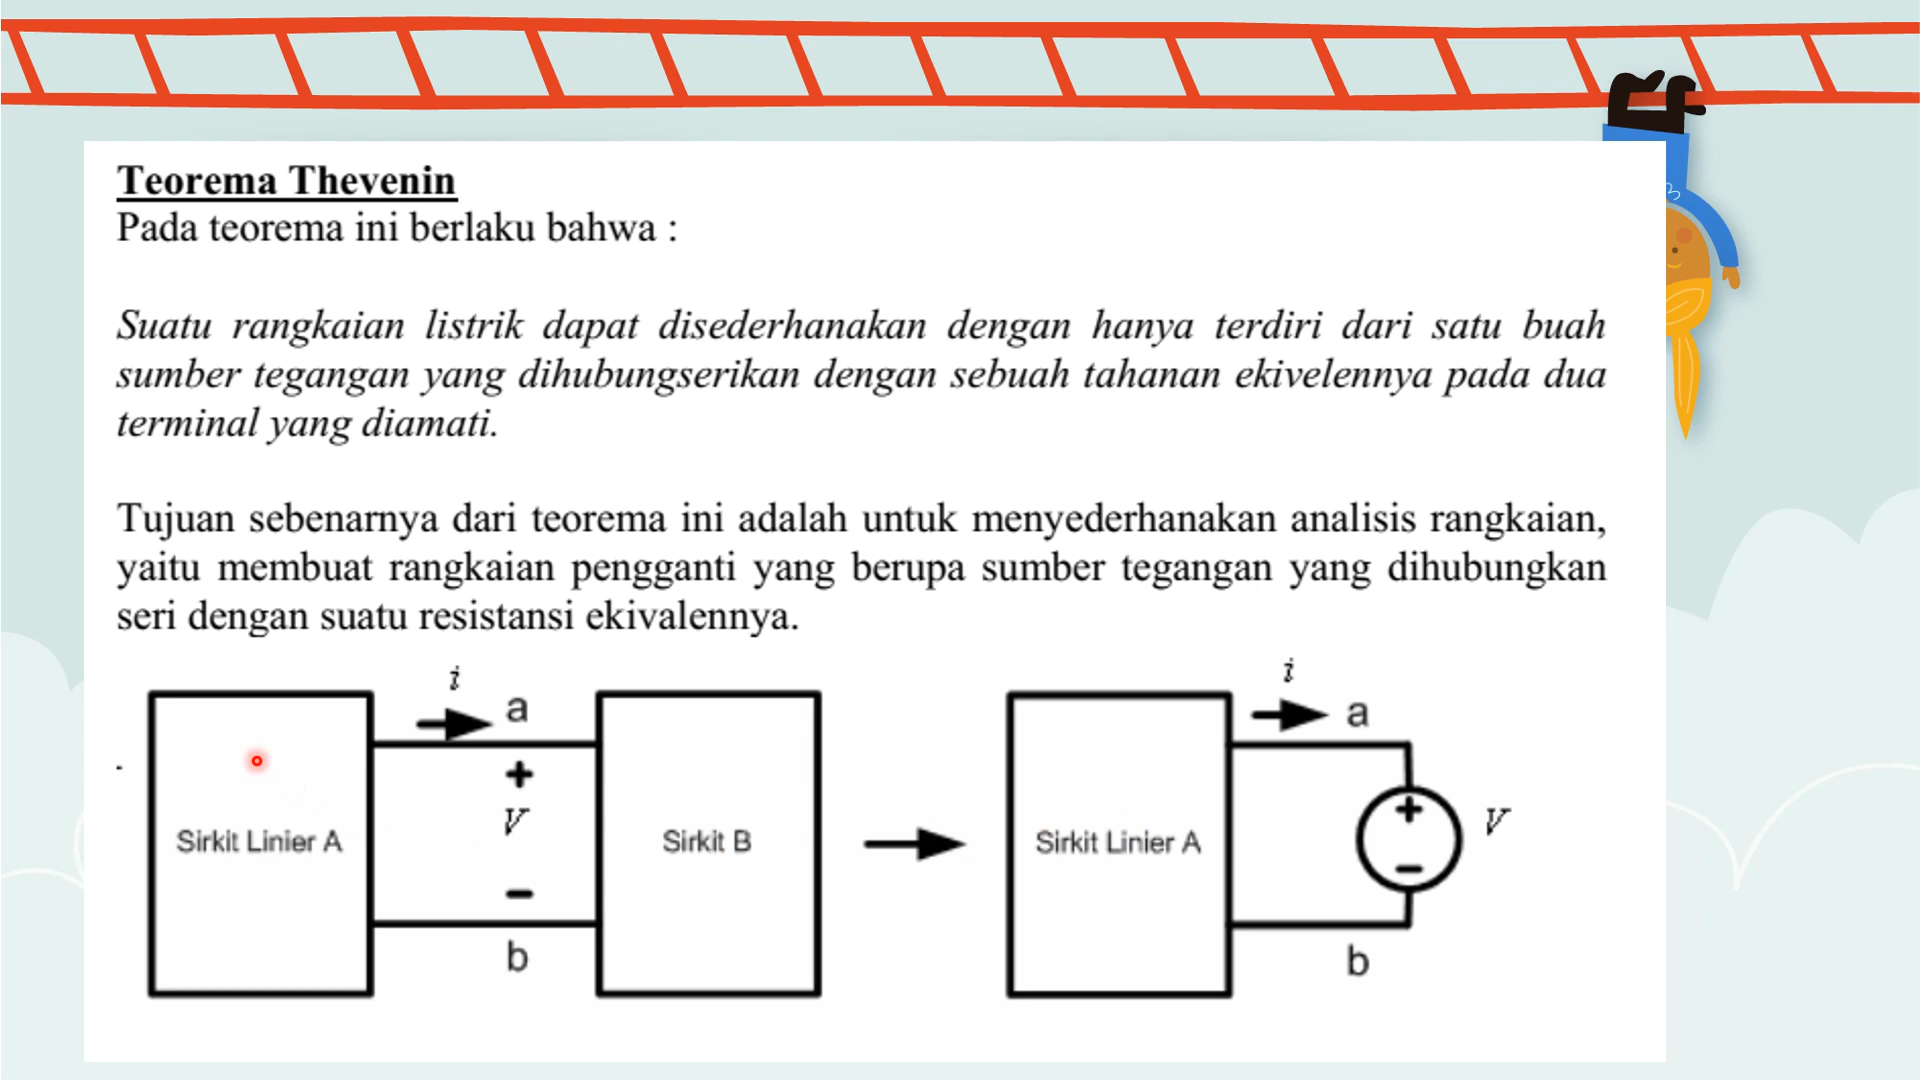 Teorema Thevenin
Pada teorema ini berlaku bahwa :
Suatu rangkaian listrik dapat disederhanakan dengan hanya terdiri dari satu buah
sumber tegangan yang dihubungserikan dengan sebuah tahanan ekivelennya pada dua
terminal yang diamati.
Tujuan sebenarnya dari teorema ini adalah untuk menyederhanakan analisis rangkaian,
yaitu membuat rangkaian pengganti yang berupa sumber tegangan yang dihubungkan
seri dengan suatu resistansi ekivalennya.
i
a
+
V
-
b
Sirkit Linier A
Sirkit B
i
a
+
-
V
b
Sirkit Linier A